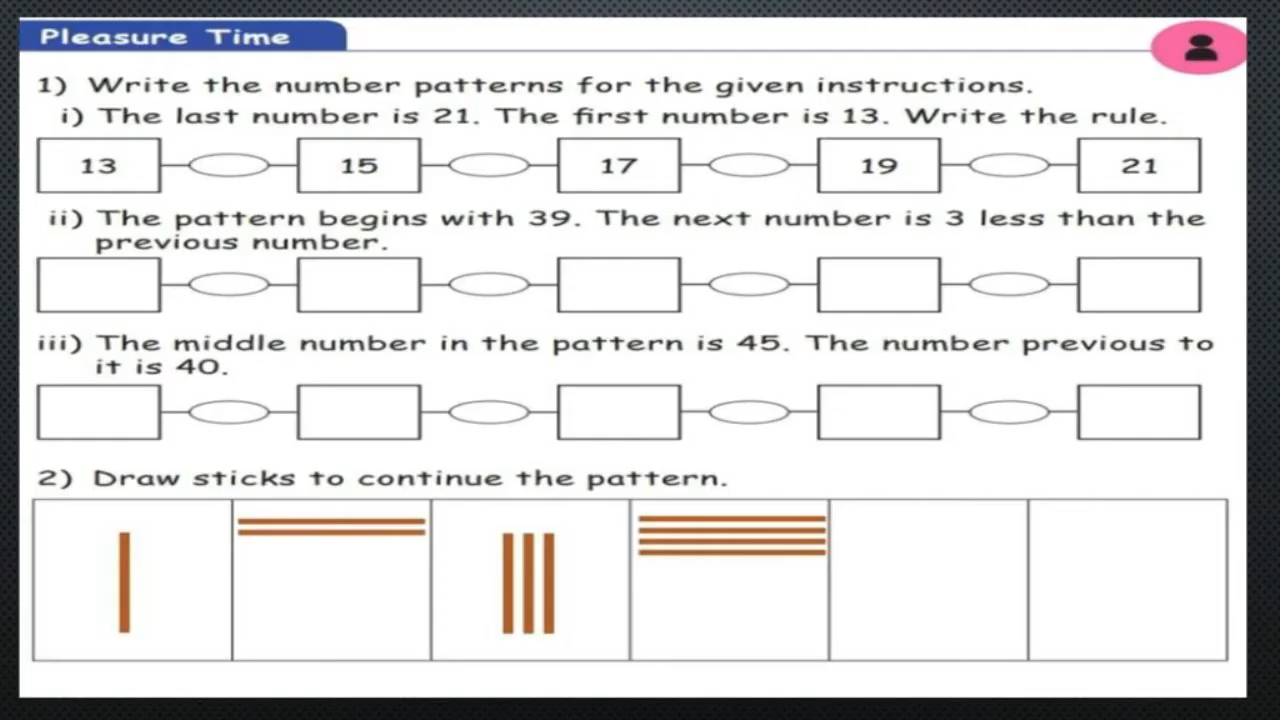 Pleasure Time
1) Write the number patterns for the given instructions.
i) The last number is 21. The first number is 13. Write the rule.
13 15 17 19 21
ii) The pattern begins with 39. The next number is 3 less than the
previous number.
iii) The middle number in the pattern is 45. The number previous to
it is 40.
2) Draw sticks to continue the pattern.